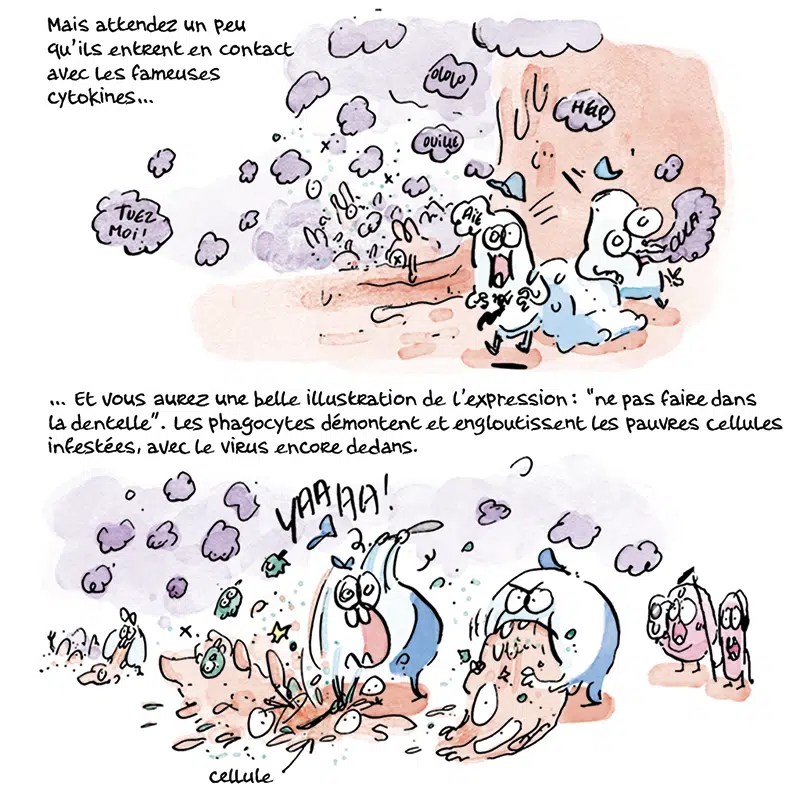 Mais attendez un peu
qu'ils entrent en contact
avec les fameuses
cytokines...
OLOLO
HELP
OUILLE
TUEZ
MOI!
AÏE
OULA
... Et vous aurez une belle illustration de l'expression : "ne pas faire dans
la dentelle". Les phagocytes démontent et engloutissent les pauvres cellules
infestées, avec le virus encore dedans.
YAAAAA!
cellule